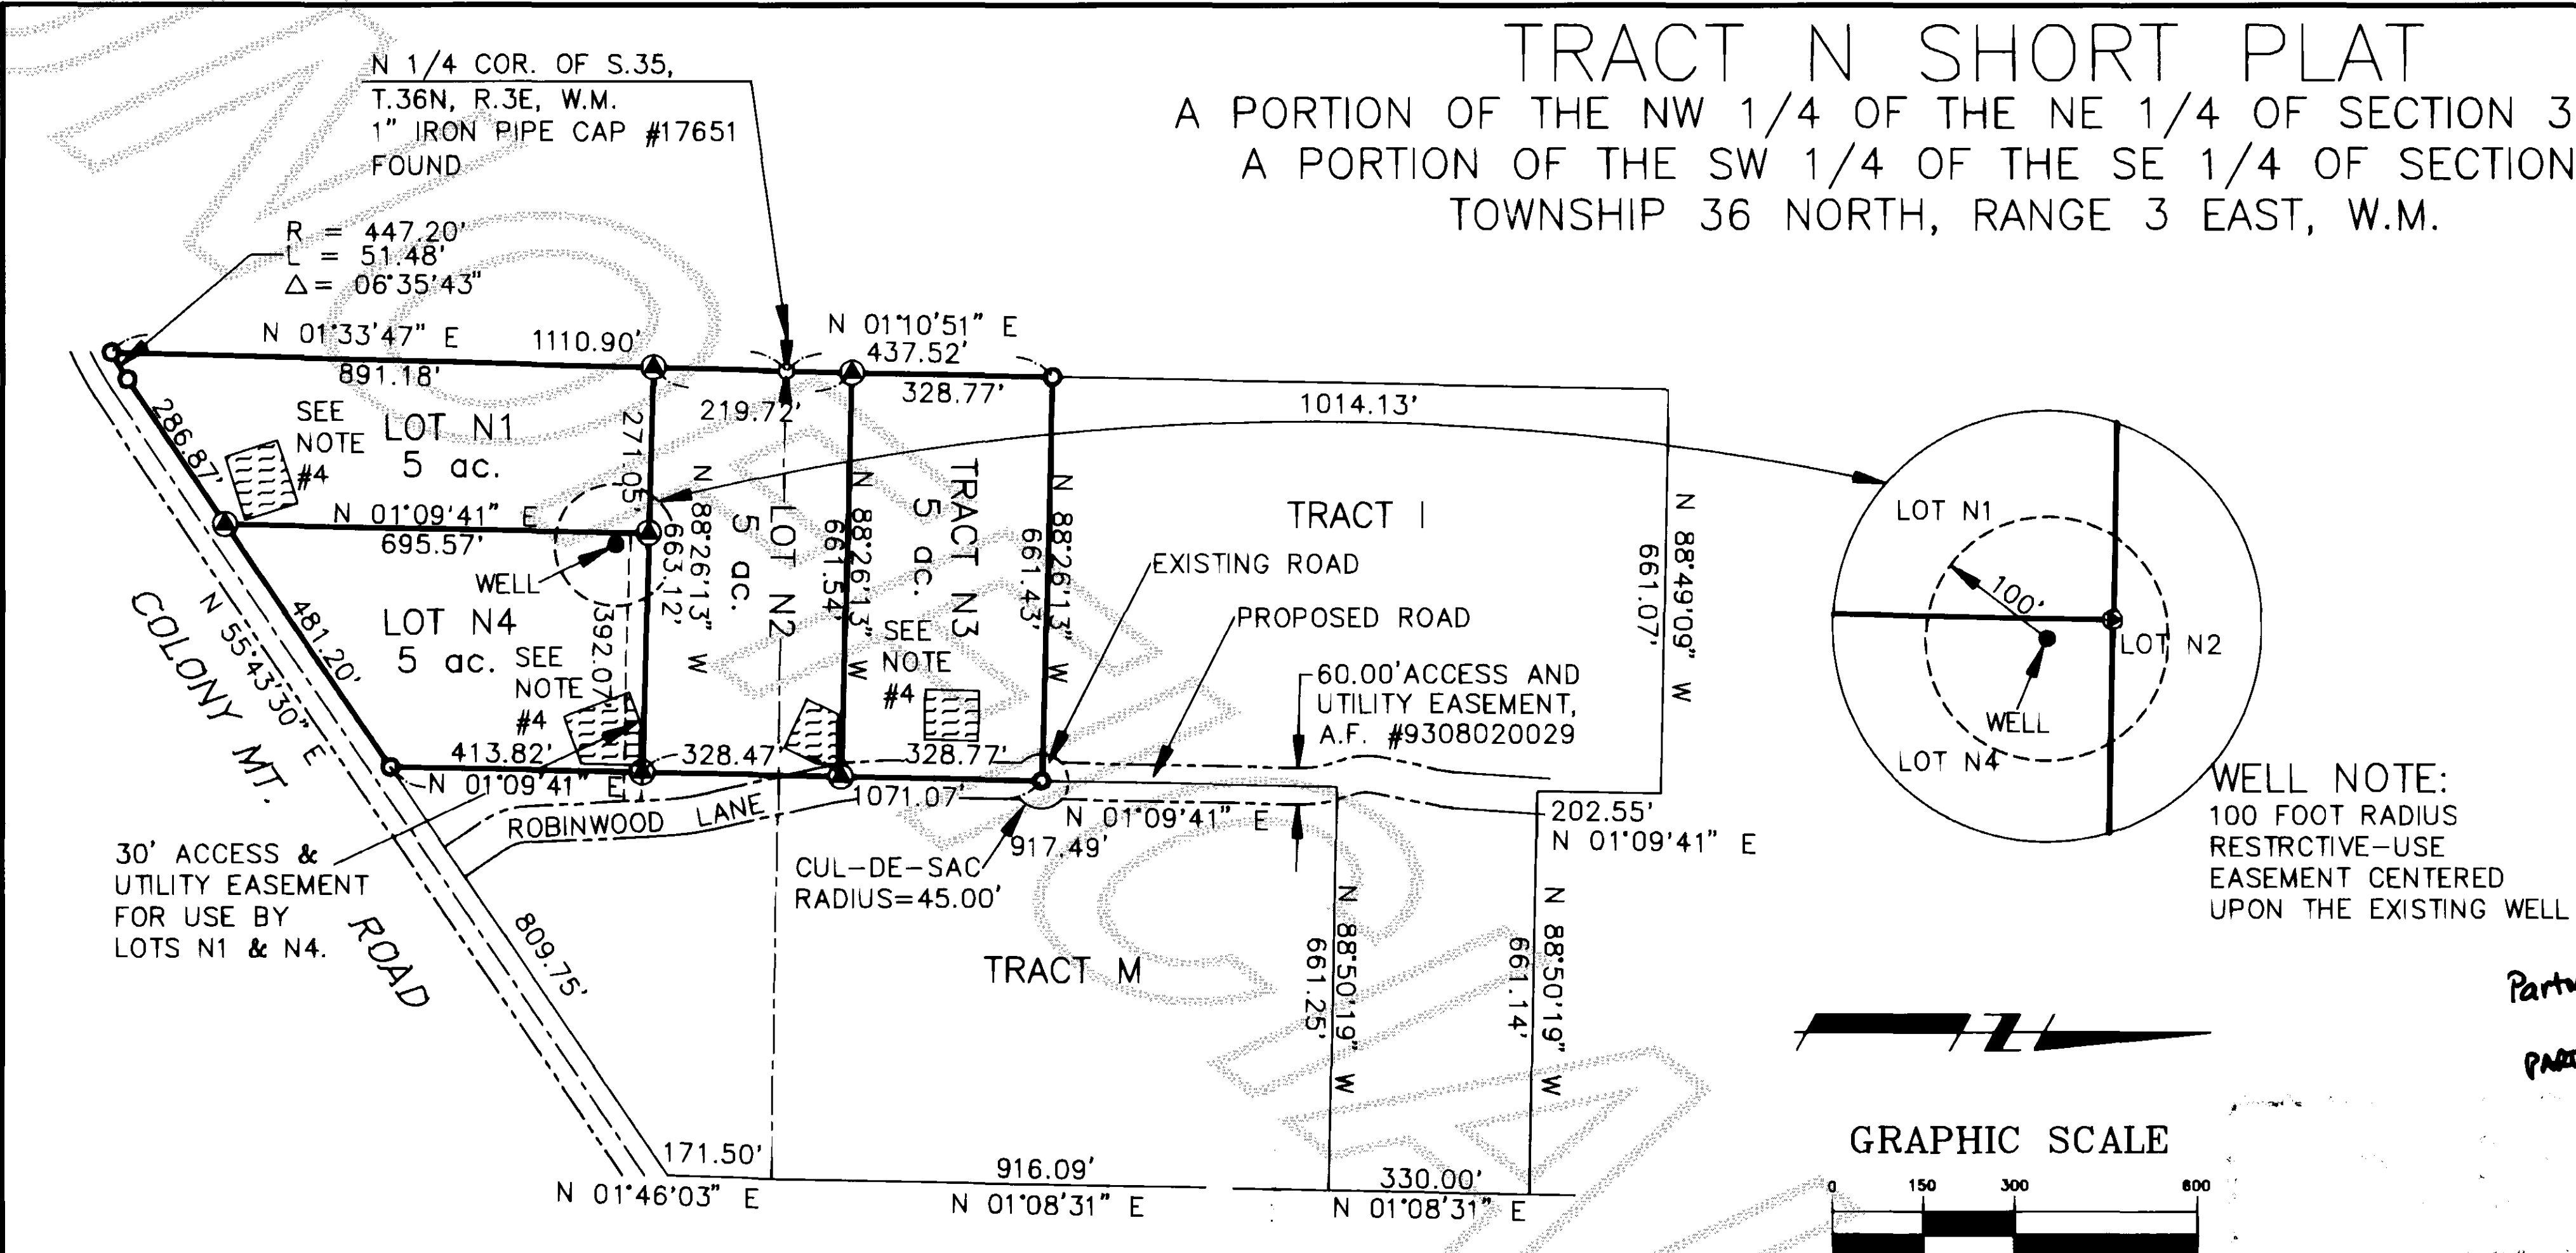 TRACT N SHORT PLAT
A PORTION OF THE NW 1/4 OF THE NE 1/4 OF SECTION 3
A PORTION OF THE SW 1/4 OF THE SE 1/4 OF SECTION
TOWNSHIP 36 NORTH, RANGE 3 EAST, W.M.
N 1/4 COR. OF S.35,
T.36N, R.3E, W.M.
1" IRON PIPE CAP #17651
FOUND
R = 447.20'
L = 51.48'
Δ= 06°35'43"
N 01°33'47" E
1110.90'
891.18'
N 01°10'51" E
437.52'
219.72'
328.77'
1014.13'
286.87'
SEE
NOTE
#4
LOT N1
5 ac.
271.05'
N 88°26'13" W
663.12'
5 ac.
LOT N2
N 88°26'13" W
661.54'
5 ac.
TRACT N3
N 88°26'13" W
661.43'
TRACT I
N 88°49'09" W
661.07'
N 01°09'41" E
695.57'
WELL
EXISTING ROAD
PROPOSED ROAD
60.00'ACCESS AND
UTILITY EASEMENT,
A.F. #9308020029
481.20'
N 55°43'30" E
COLONY MT.
ROAD
LOT N4
5 ac.
SEE
NOTE
#4
392.07'
SEE
NOTE
#4
413.82'
N 01°09'41" E
328.47'
328.77'
1071.07'
ROBINWOOD LANE
N 01°09'41" E
917.49'
202.55'
N 01°09'41" E
CUL-DE-SAC
RADIUS=45.00'
30' ACCESS &
UTILITY EASEMENT
FOR USE BY
LOTS N1 & N4.
809.75'
TRACT M
N 88°50'19" W
661.25'
N 88°50'19" W
661.14'
171.50'
N 01°46'03" E
916.09'
N 01°08'31" E
330.00'
N 01°08'31" E
LOT N1
100'
LOT N2
WELL
LOT N4
WELL NOTE:
100 FOOT RADIUS
RESTRCTIVE-USE
EASEMENT CENTERED
UPON THE EXISTING WELL
Z
GRAPHIC SCALE
0 150 300 600